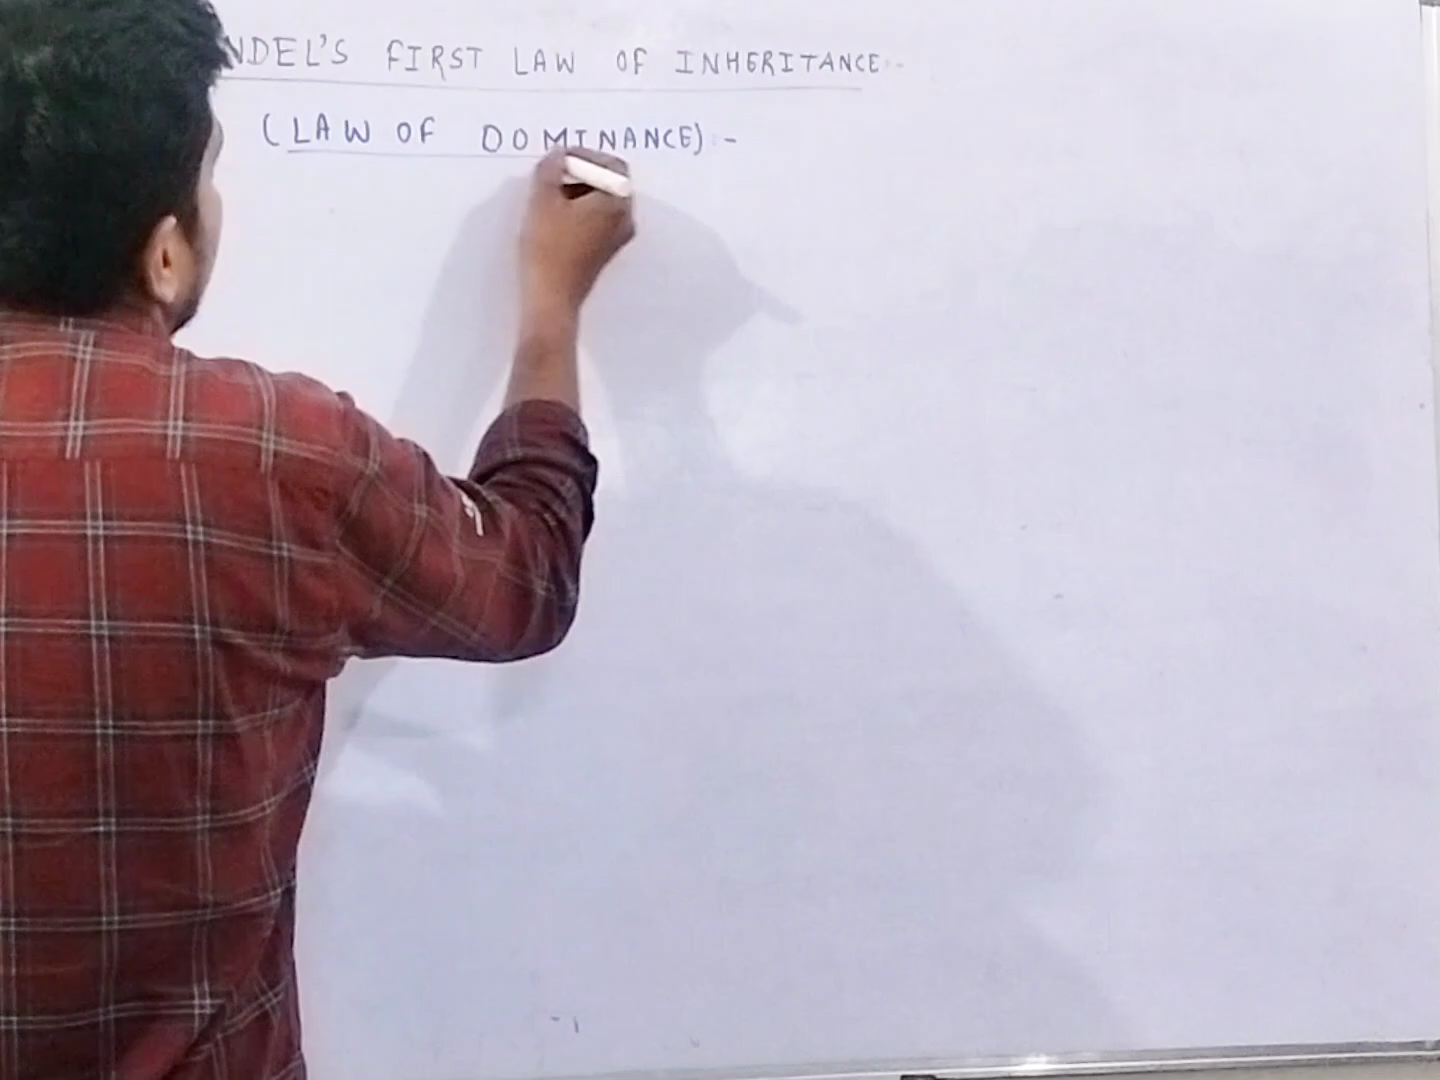 NDEL'S FIRST LAW OF INHERITANCE:-
(LAW OF DOMINANCE):-